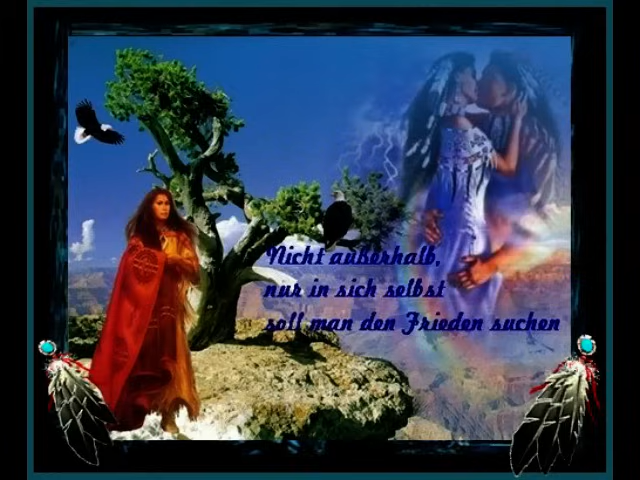 Nicht außerhalb,
nur in sich selbst
soll man den Frieden suchen